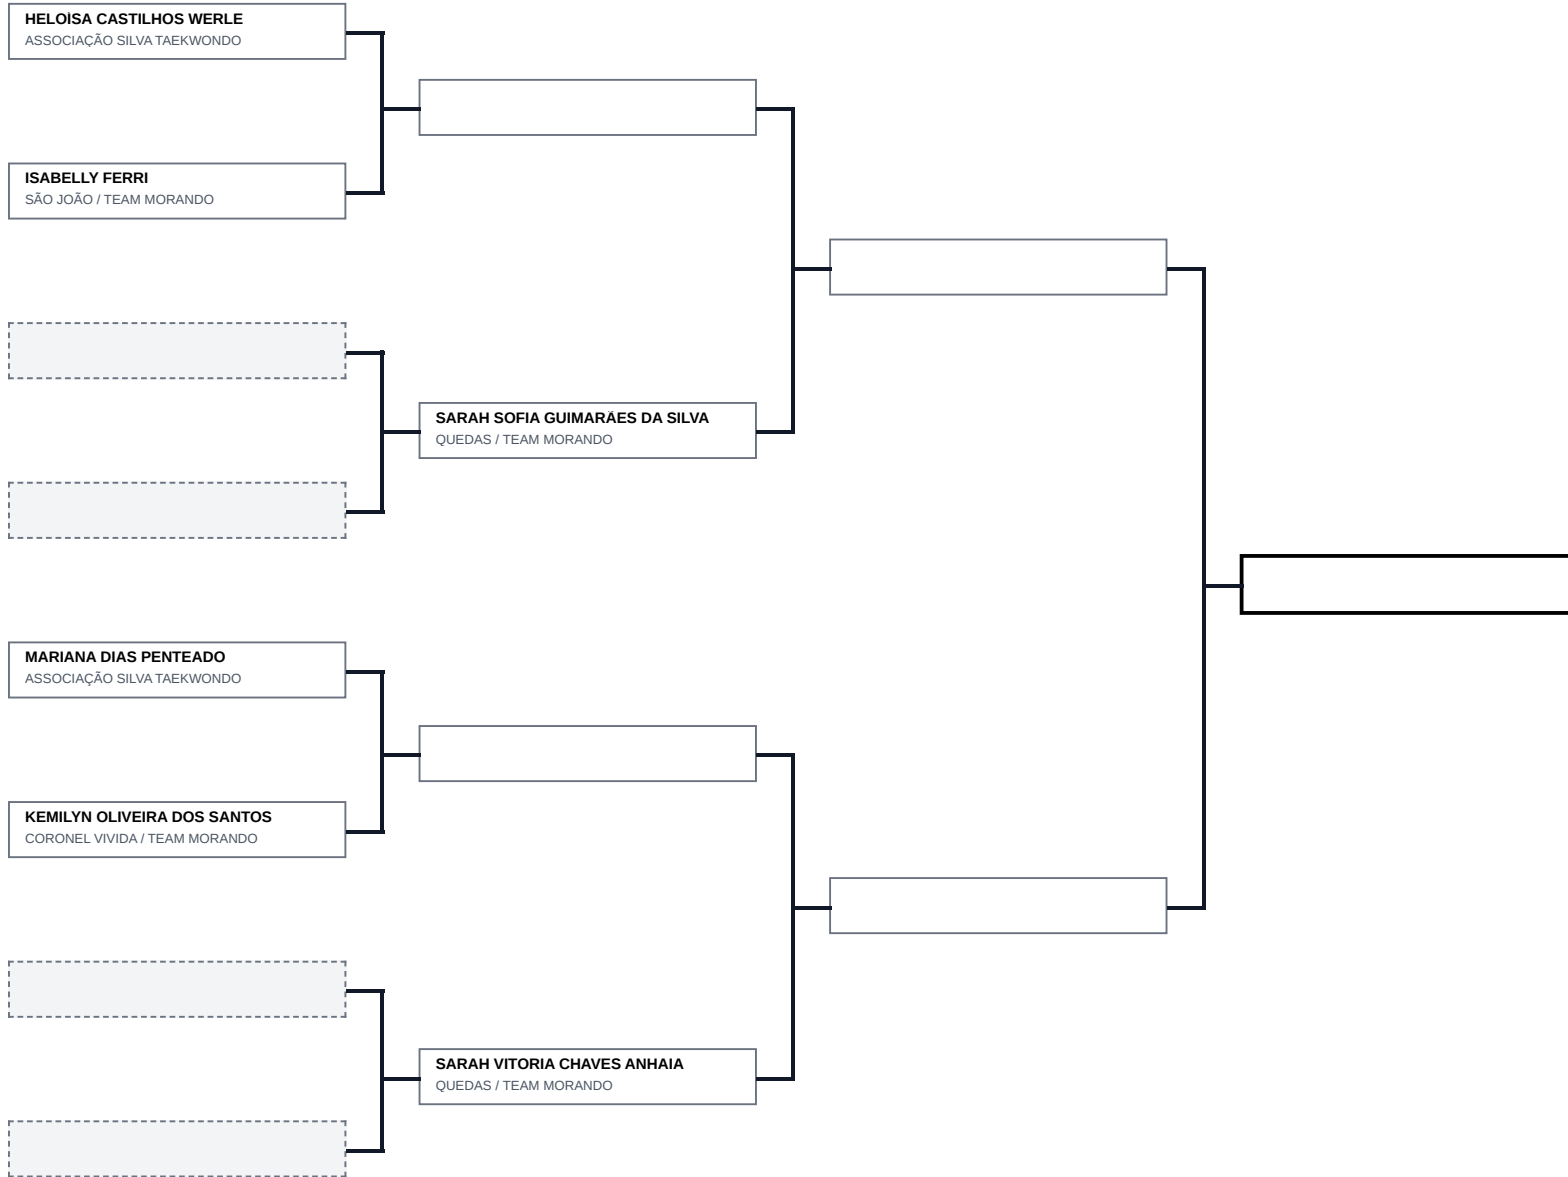 HELOÍSA CASTILHOS WERLE
ASSOCIAÇÃO SILVA TAEKWONDO
ISABELLY FERRI
SÃO JOÃO / TEAM MORANDO
SARAH SOFIA GUIMARÃES DA SILVA
QUEDAS / TEAM MORANDO
MARIANA DIAS PENTEADO
ASSOCIAÇÃO SILVA TAEKWONDO
KEMILYN OLIVEIRA DOS SANTOS
CORONEL VIVIDA / TEAM MORANDO
SARAH VITORIA CHAVES ANHAIA
QUEDAS / TEAM MORANDO